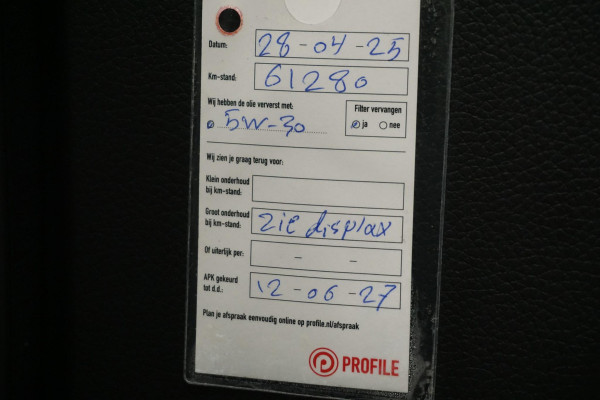 Datum: 28-04-25
Km-stand: 61280
Wij hebben de olie ververst met: Filter vervangen
5W-30 ja nee
Wij zien je graag terug voor:
Klein onderhoud
bij km-stand:
Groot onderhoud
bij km-stand: zie display
Of uiterlijk per: - -
APK gekeurd
tot d.d.: 12-06-27
Plan je afspraak eenvoudig online op profile.nl/afspraak
PROFILE